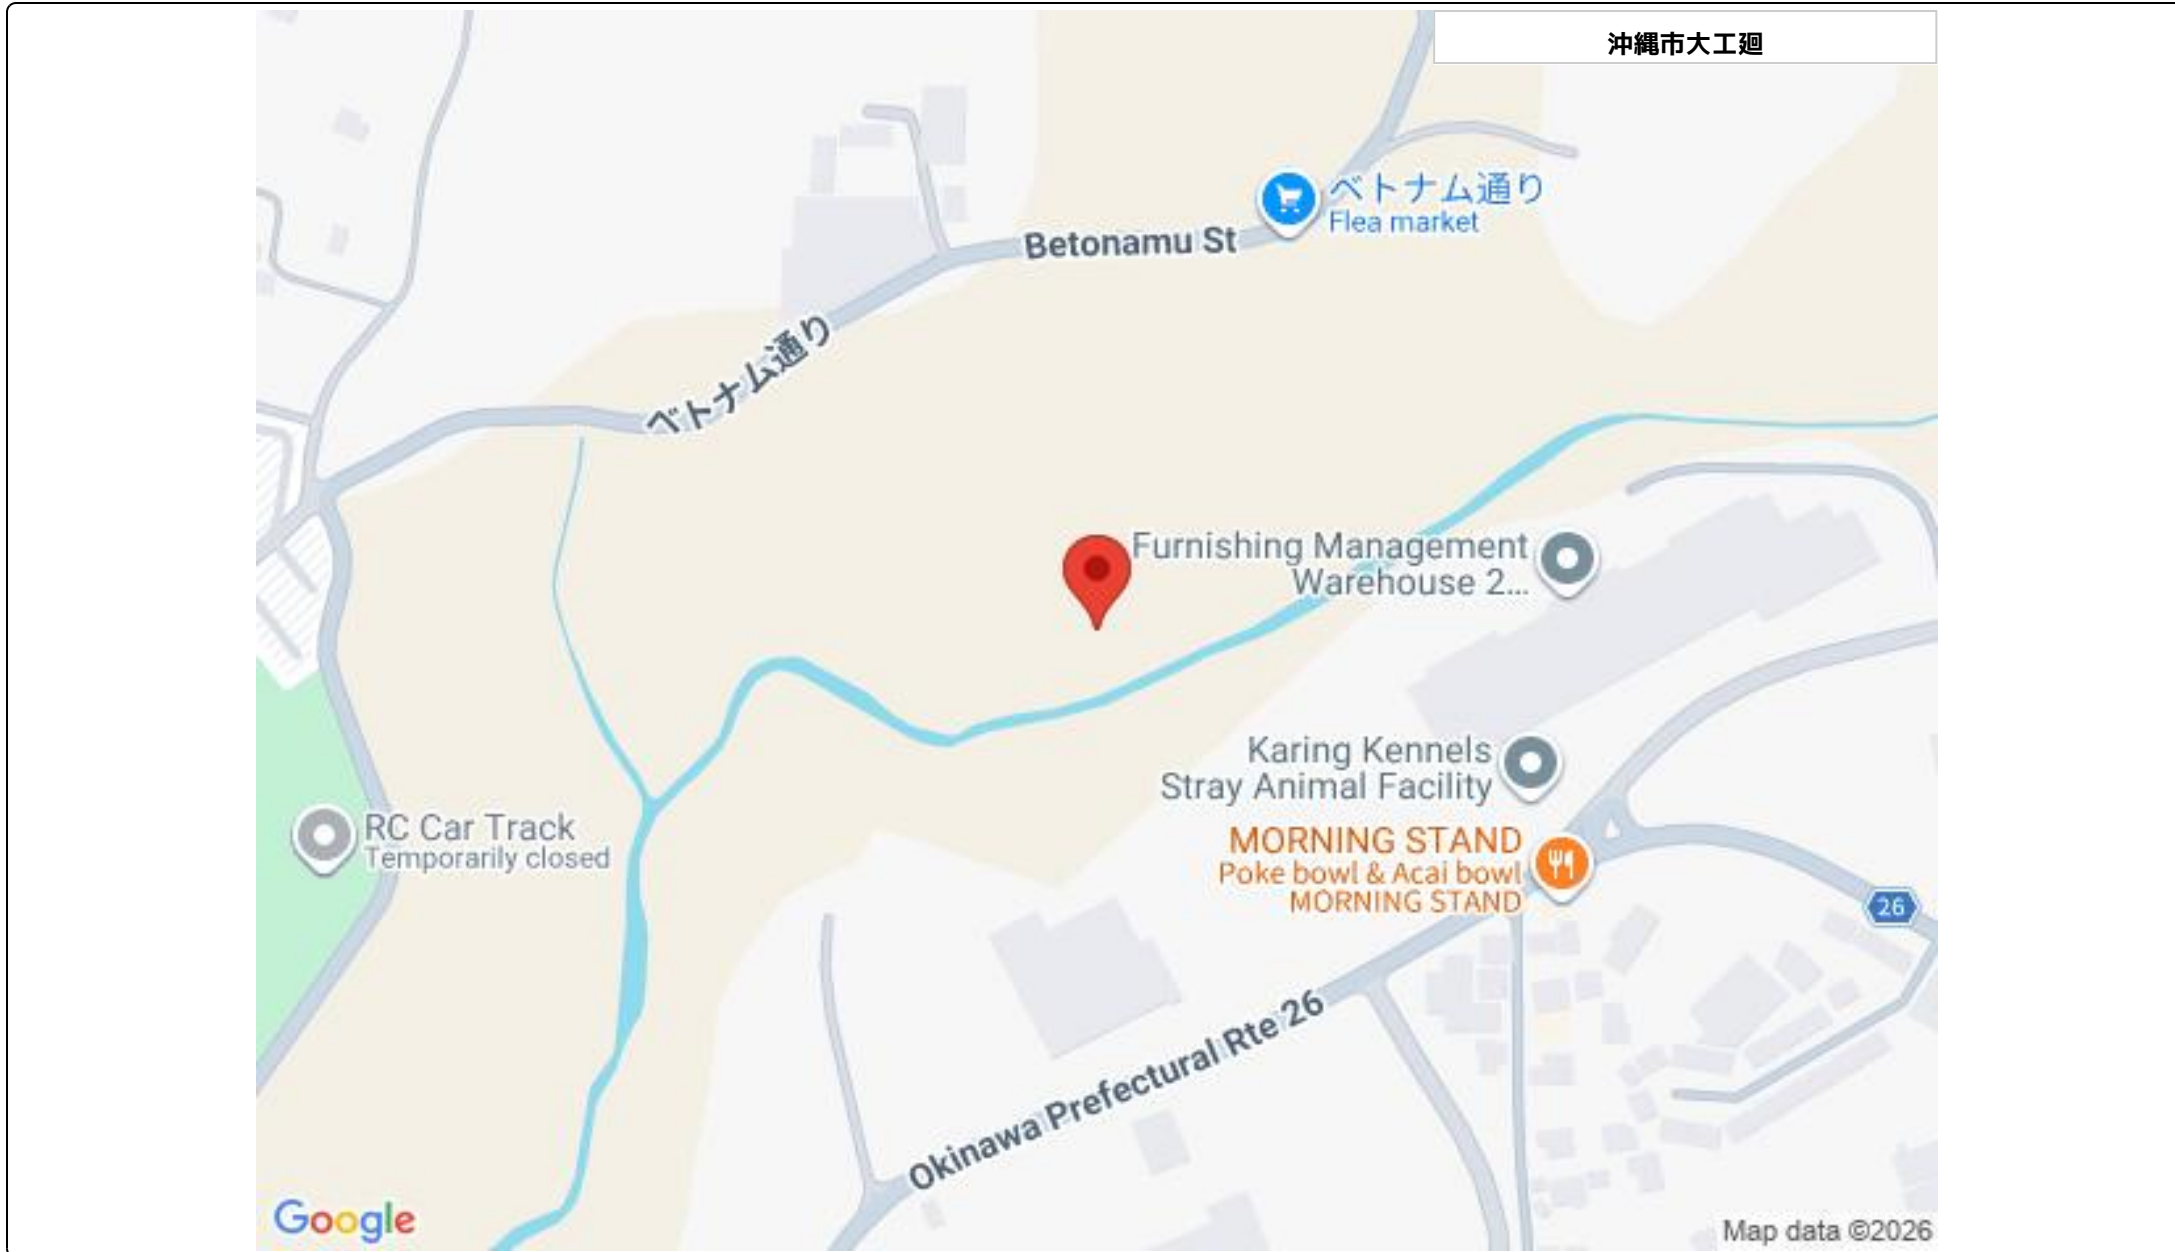 沖縄市大工廻
ベトナム通り
Flea market
Betonamu St
ベトナム通り
Furnishing Management
Warehouse 2...
Karing Kennels
Stray Animal Facility
RC Car Track
Temporarily closed
MORNING STAND
Poke bowl & Acai bowl
MORNING STAND
26
Okinawa Prefectural Rte 26
Google
Map data ©2026